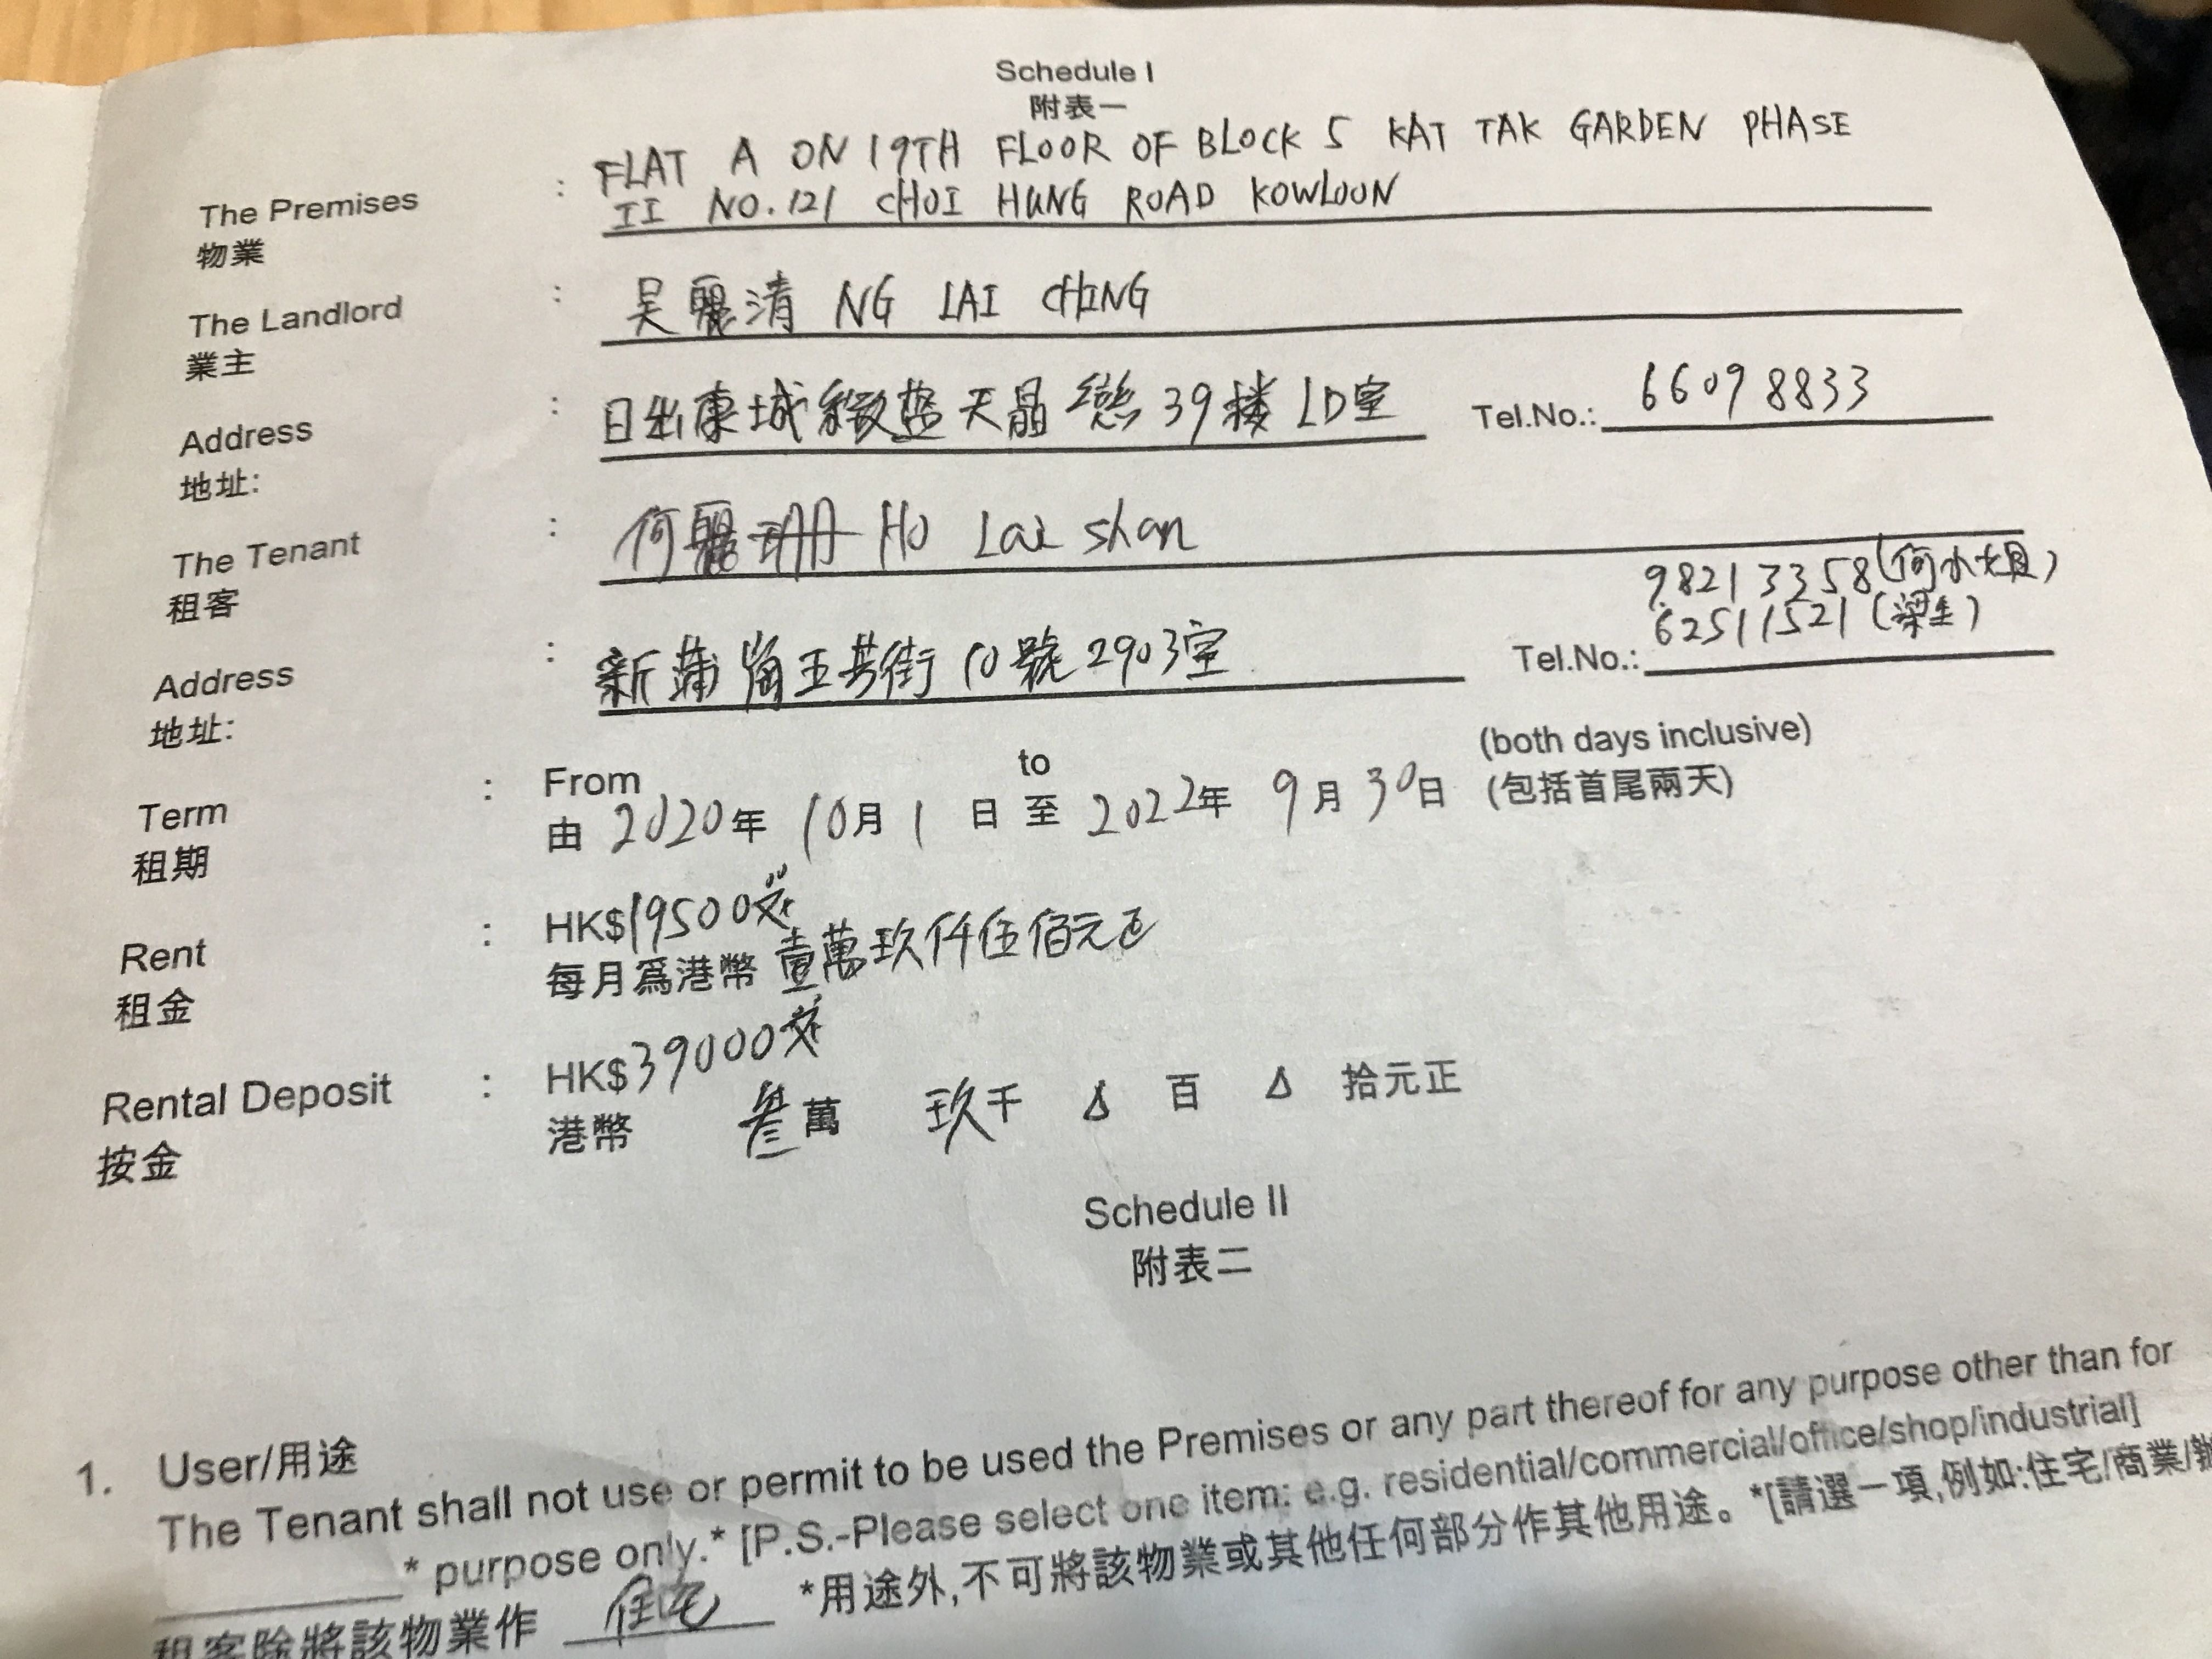 Schedule I
附表一
The Premises : FLAT A ON 19TH FLOOR OF BLOCK 5 KAT TAK GARDEN PHASE
物業 II NO.121 CHOI HUNG ROAD KOWLOON
The Landlord : 吴麗清 NG LAI CHING
業主
Address : 日出康城 天晶 39楼 LD室 Tel.No.: 6609 8833
地址:
The Tenant : 何麗珊 Ho Lai Shan
租客
9821 3358(何小姐)
62511521(梁生)
Address : 新蒲崗五芳街10號2903室 Tel.No.:
地址:
Term : From to (both days inclusive)
租期 由 2020年 10月 1 日 至 2022年 9月 30日 (包括首尾兩天)
Rent : HK$19500
租金 每月爲港幣 壹萬玖仟伍佰元正
Rental Deposit : HK$39000
按金 港幣 叁萬 玖千 百 拾元正
Schedule II
附表二
1. User/用途
The Tenant shall not use or permit to be used the Premises or any part thereof for any purpose other than for
* purpose only.* [P.S.-Please select one item: e.g. residential/commercial/office/shop/industrial]
租客除將該物業作 住宅 *用途外,不可將該物業或其他任何部分作其他用途。*[請選一項,例如:住宅/商業/辦